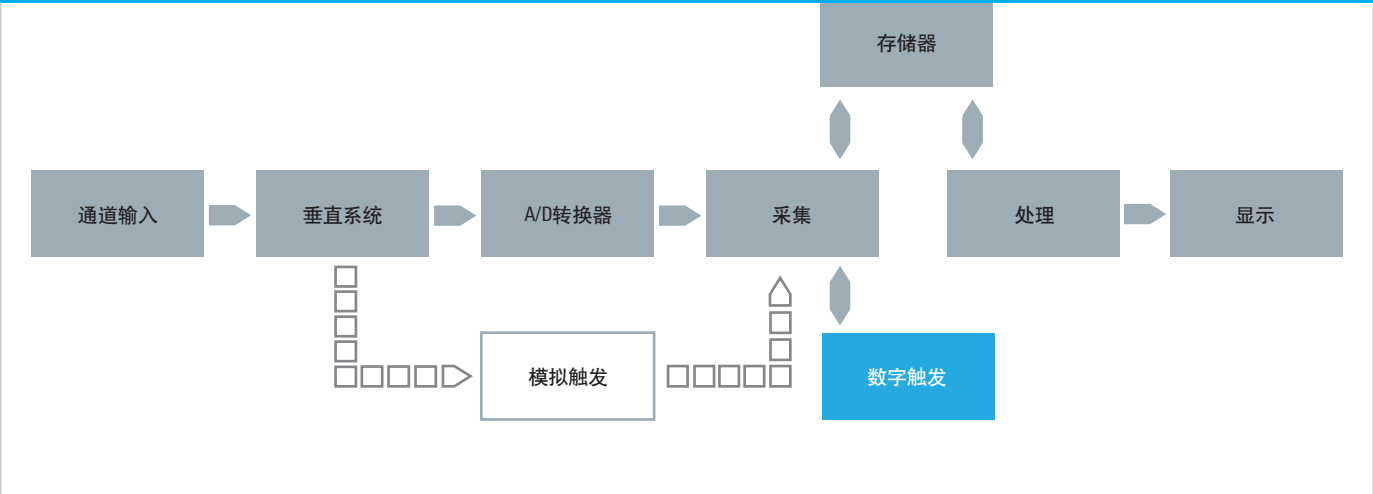 存储器
通道输入
垂直系统
A/D转换器
采集
处理
显示
模拟触发
数字触发